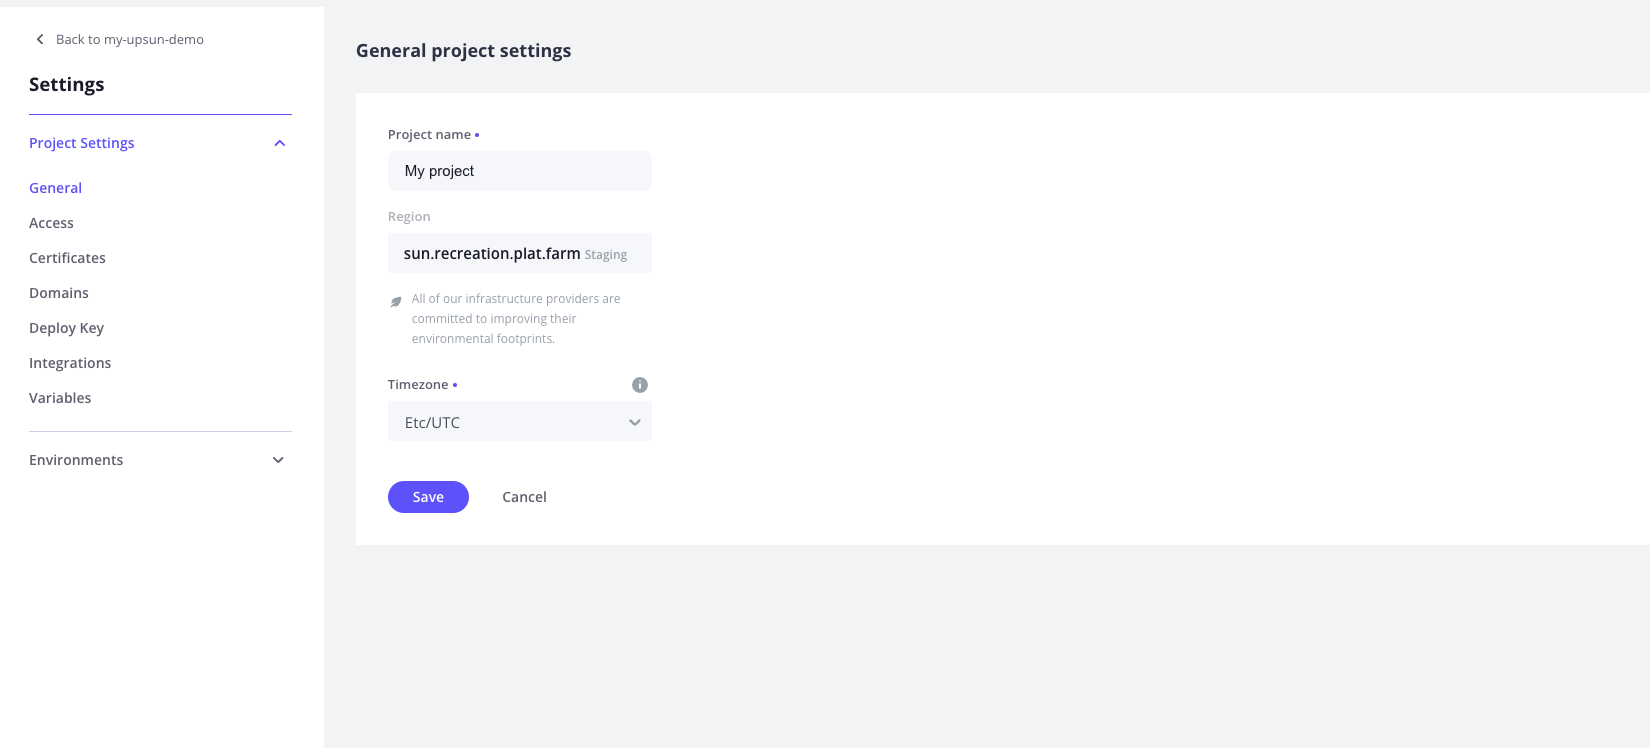 Back to my-upsun-demo
Settings
Project Settings
General
Access
Certificates
Domains
Deploy Key
Integrations
Variables
Environments
General project settings
Project name
My project
Region
sun.recreation.plat.farm Staging
All of our infrastructure providers are
committed to improving their
environmental footprints.
Timezone
Etc/UTC
Save Cancel